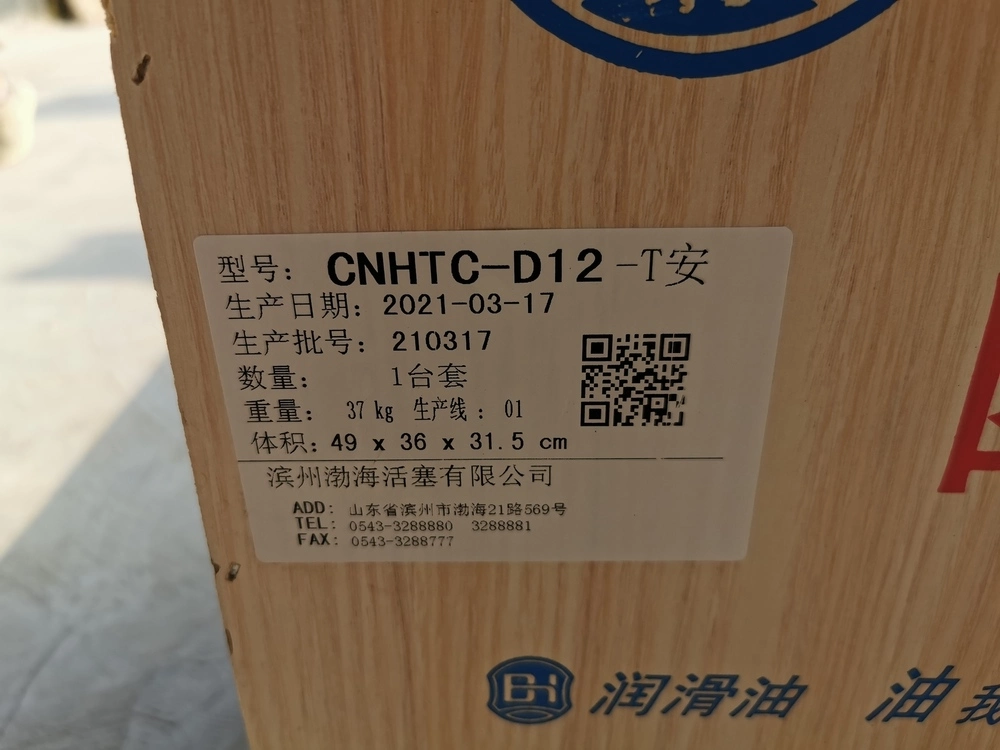 型号: CNHTC-D12-T安
生产日期: 2021-03-17
生产批号: 210317
数量: 1台套
重量: 37 kg 生产线: 01
体积: 49 x 36 x 31.5 cm
滨州渤海活塞有限公司
ADD: 山东省滨州市渤海21路569号
TEL: 0543-3288880 3288881
FAX: 0543-3288777
BH 润滑油 油我